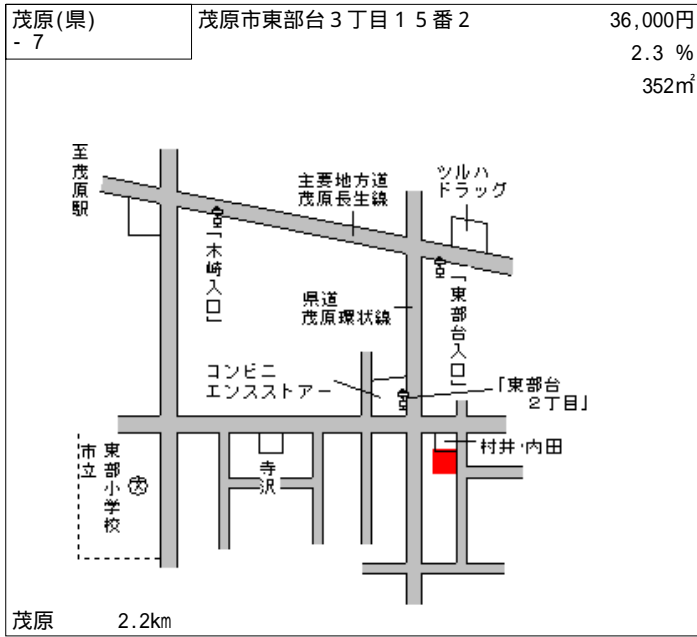 茂原(県)
- 7
茂原市東部台3丁目15番2
36,000円
2.3 %
352㎡
至茂原駅
主要地方道
茂原長生線
ツルハ
ドラッグ
「木崎入口」
「東部台入口」
県道
茂原環状線
コンビニ
エンスストアー
「東部台
2丁目」
村井・内田
寺沢
市立
東部小学校
文
茂原 2.2km